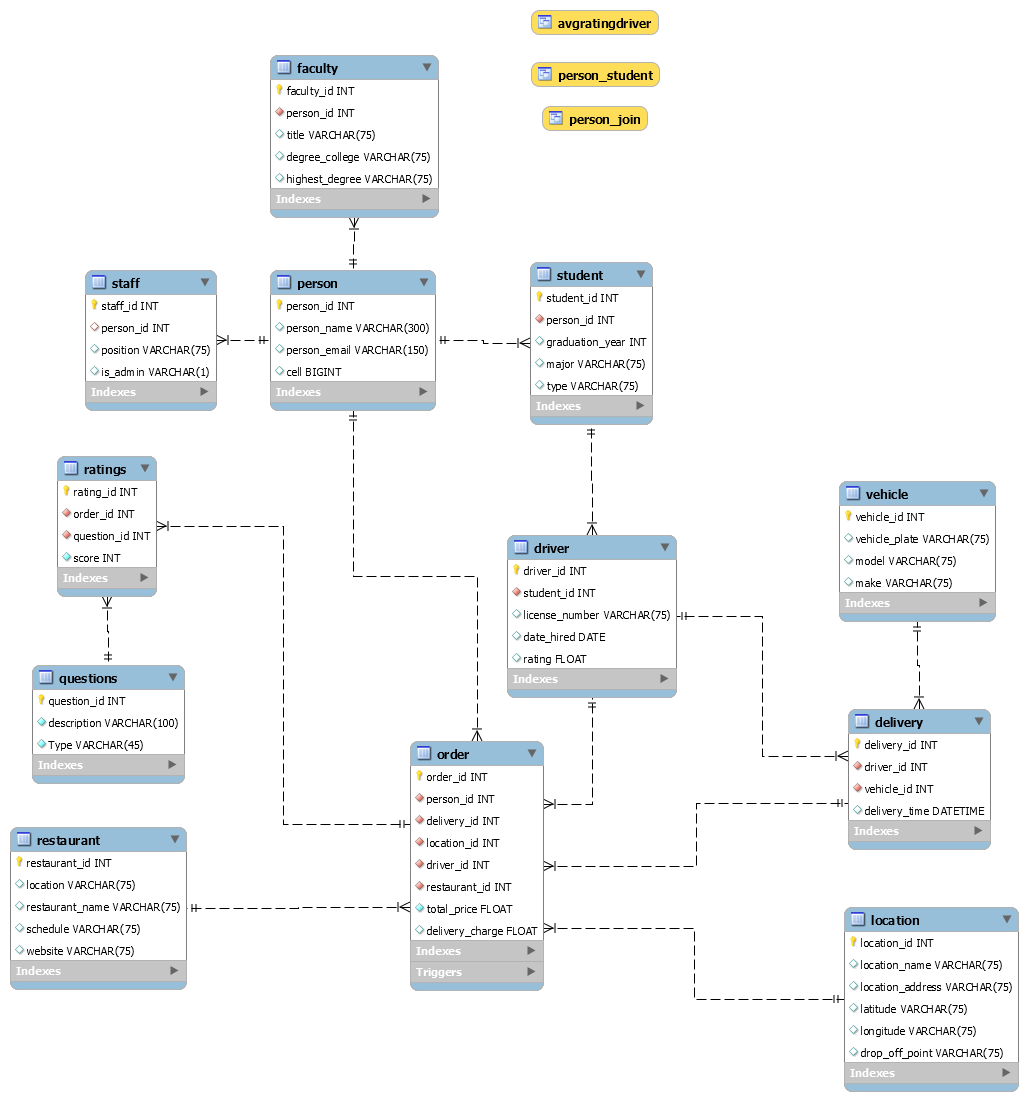 avgratingdriver
person_student
person_join
faculty
faculty_id INT
person_id INT
title VARCHAR(75)
degree_college VARCHAR(75)
highest_degree VARCHAR(75)
Indexes
staff
staff_id INT
person_id INT
position VARCHAR(75)
is_admin VARCHAR(1)
Indexes
person
person_id INT
person_name VARCHAR(300)
person_email VARCHAR(150)
cell BIGINT
Indexes
student
student_id INT
person_id INT
graduation_year INT
major VARCHAR(75)
type VARCHAR(75)
Indexes
ratings
rating_id INT
order_id INT
question_id INT
score INT
Indexes
driver
driver_id INT
student_id INT
license_number VARCHAR(75)
date_hired DATE
rating FLOAT
Indexes
vehicle
vehicle_id INT
vehicle_plate VARCHAR(75)
model VARCHAR(75)
make VARCHAR(75)
Indexes
questions
question_id INT
description VARCHAR(100)
Type VARCHAR(45)
Indexes
order
order_id INT
person_id INT
delivery_id INT
location_id INT
driver_id INT
restaurant_id INT
total_price FLOAT
delivery_charge FLOAT
Indexes
Triggers
delivery
delivery_id INT
driver_id INT
vehicle_id INT
delivery_time DATETIME
Indexes
restaurant
restaurant_id INT
location VARCHAR(75)
restaurant_name VARCHAR(75)
schedule VARCHAR(75)
website VARCHAR(75)
Indexes
location
location_id INT
location_name VARCHAR(75)
location_address VARCHAR(75)
latitude VARCHAR(75)
longitude VARCHAR(75)
drop_off_point VARCHAR(75)
Indexes